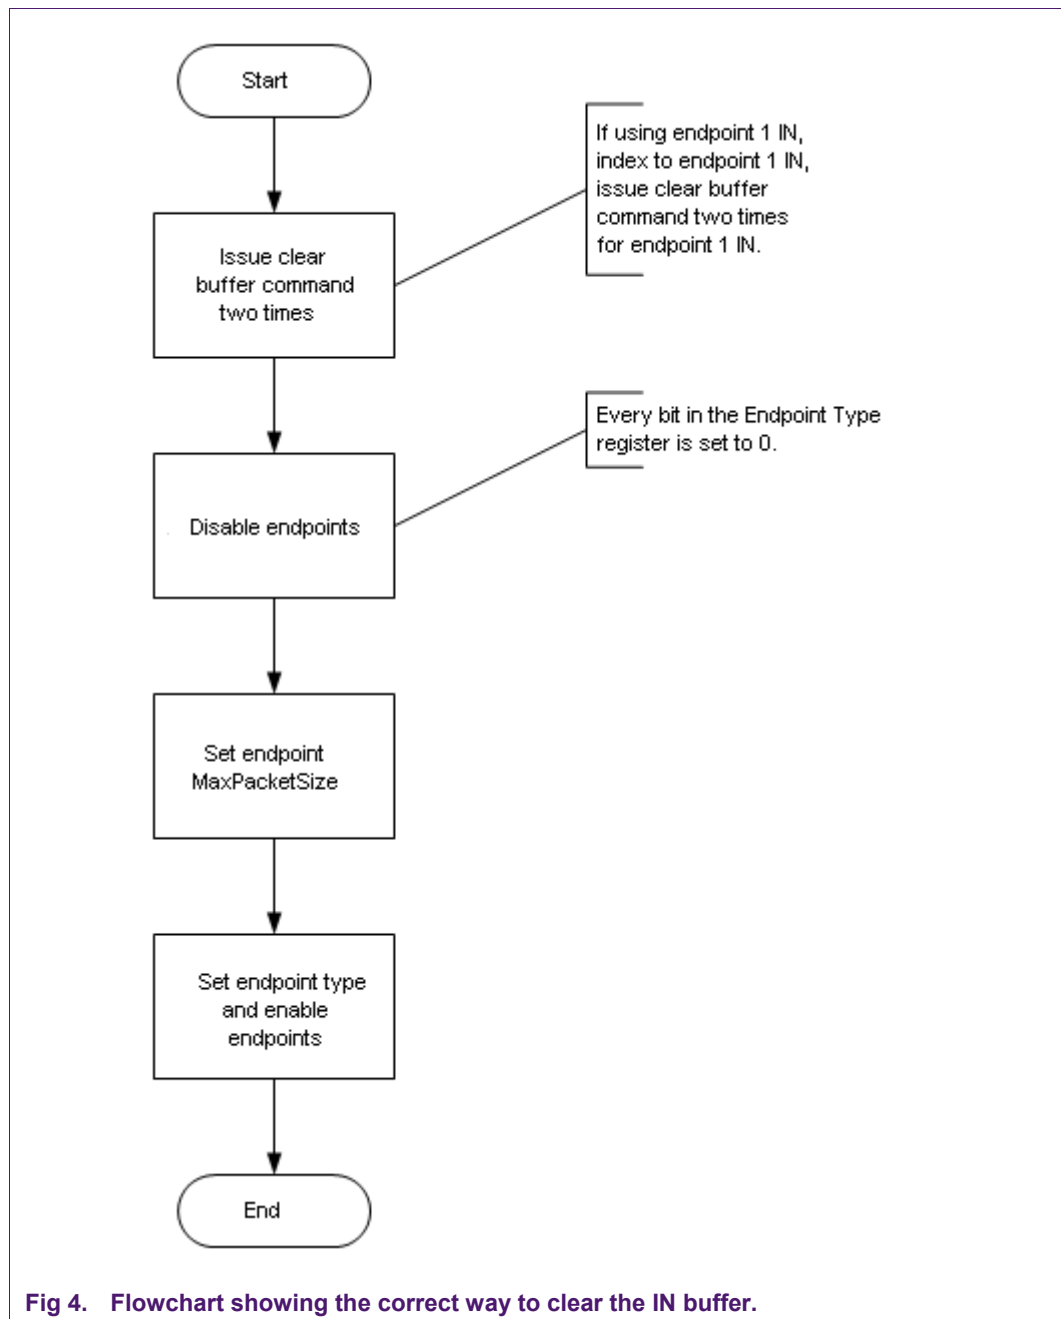 Start
If using endpoint 1 IN,
index to endpoint 1 IN,
issue clear buffer
command two times
for endpoint 1 IN.
Issue clear
buffer command
two times
Every bit in the Endpoint Type
register is set to 0.
Disable endpoints
Set endpoint
MaxPacketSize
Set endpoint type
and enable
endpoints
End
Fig 4. Flowchart showing the correct way to clear the IN buffer.